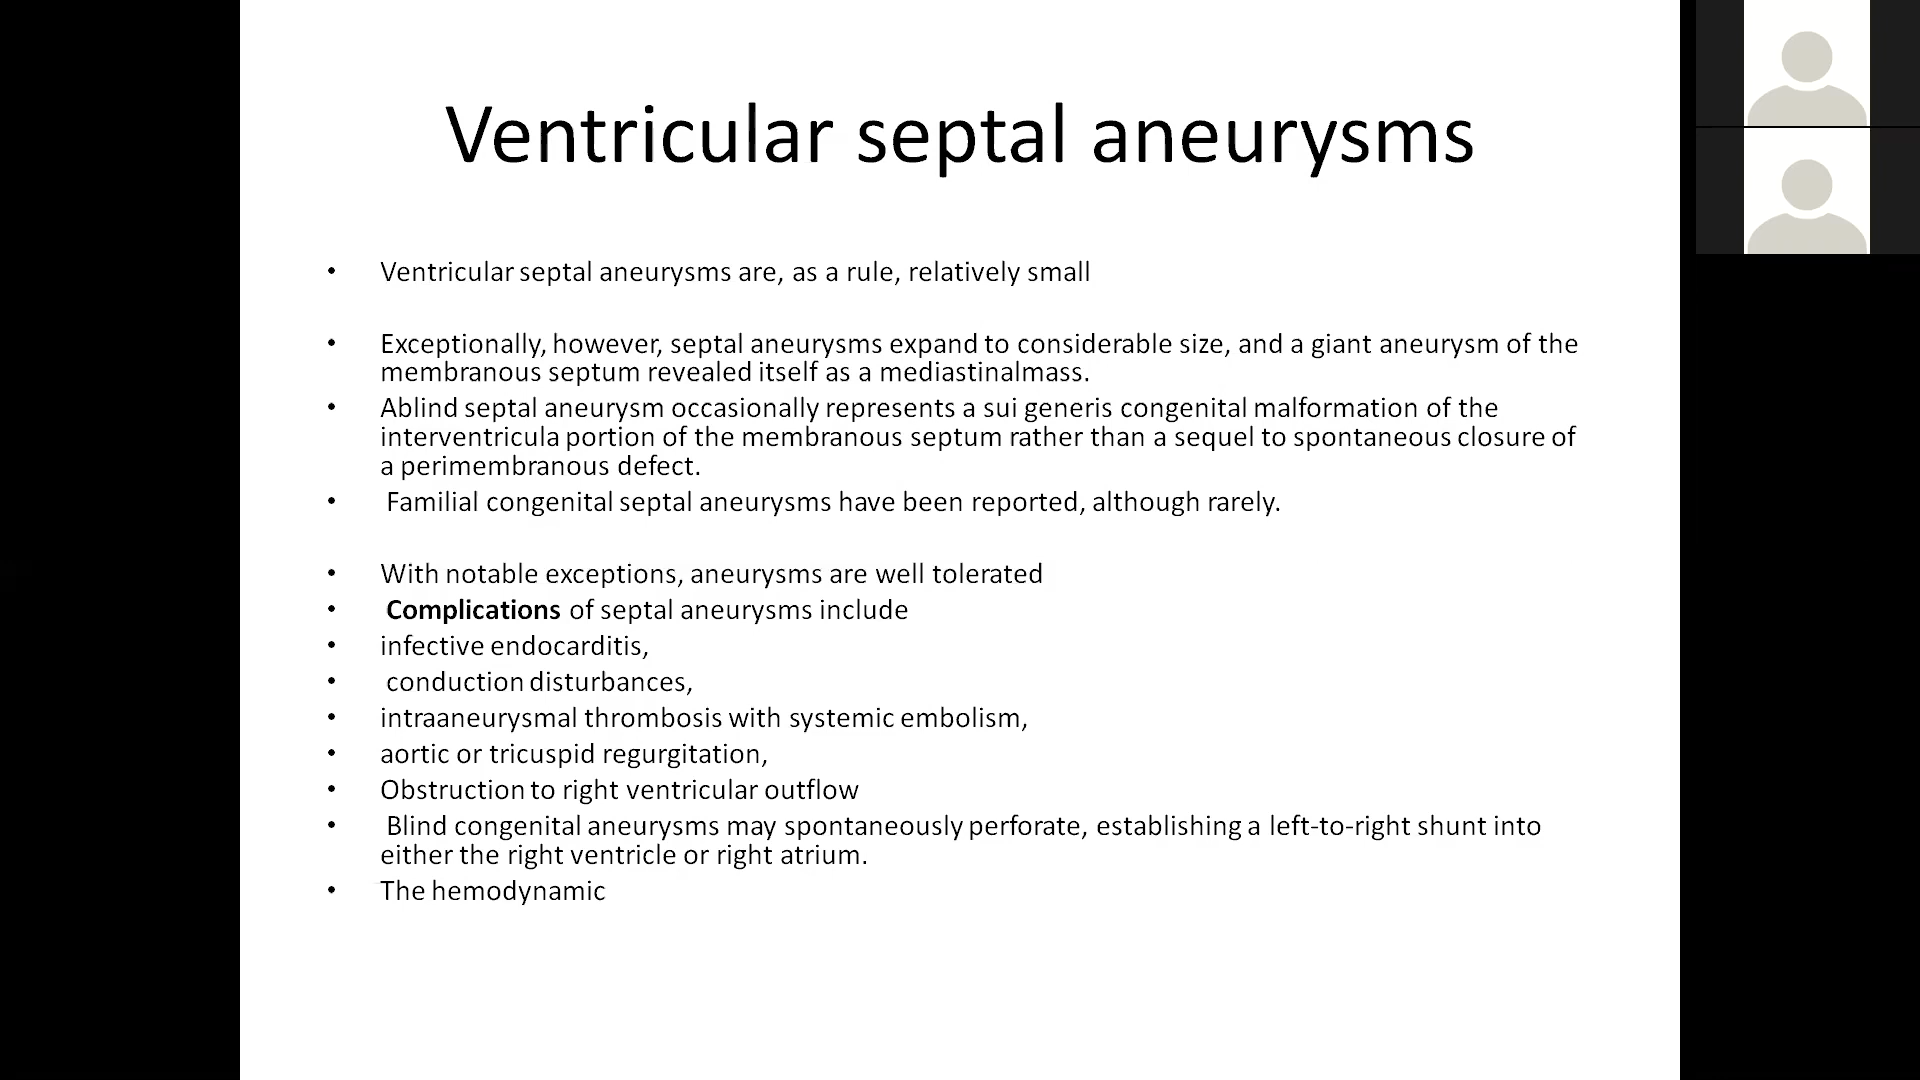 Ventricular septal aneurysms
• Ventricular septal aneurysms are, as a rule, relatively small
• Exceptionally, however, septal aneurysms expand to considerable size, and a giant aneurysm of the
membranous septum revealed itself as a mediastinalmass.
• Ablind septal aneurysm occasionally represents a sui generis congenital malformation of the
interventricula portion of the membranous septum rather than a sequel to spontaneous closure of
a perimembranous defect.
• Familial congenital septal aneurysms have been reported, although rarely.
• With notable exceptions, aneurysms are well tolerated
• Complications of septal aneurysms include
• infective endocarditis,
• conduction disturbances,
• intraaneurysmal thrombosis with systemic embolism,
• aortic or tricuspid regurgitation,
• Obstruction to right ventricular outflow
• Blind congenital aneurysms may spontaneously perforate, establishing a left-to-right shunt into
either the right ventricle or right atrium.
• The hemodynamic